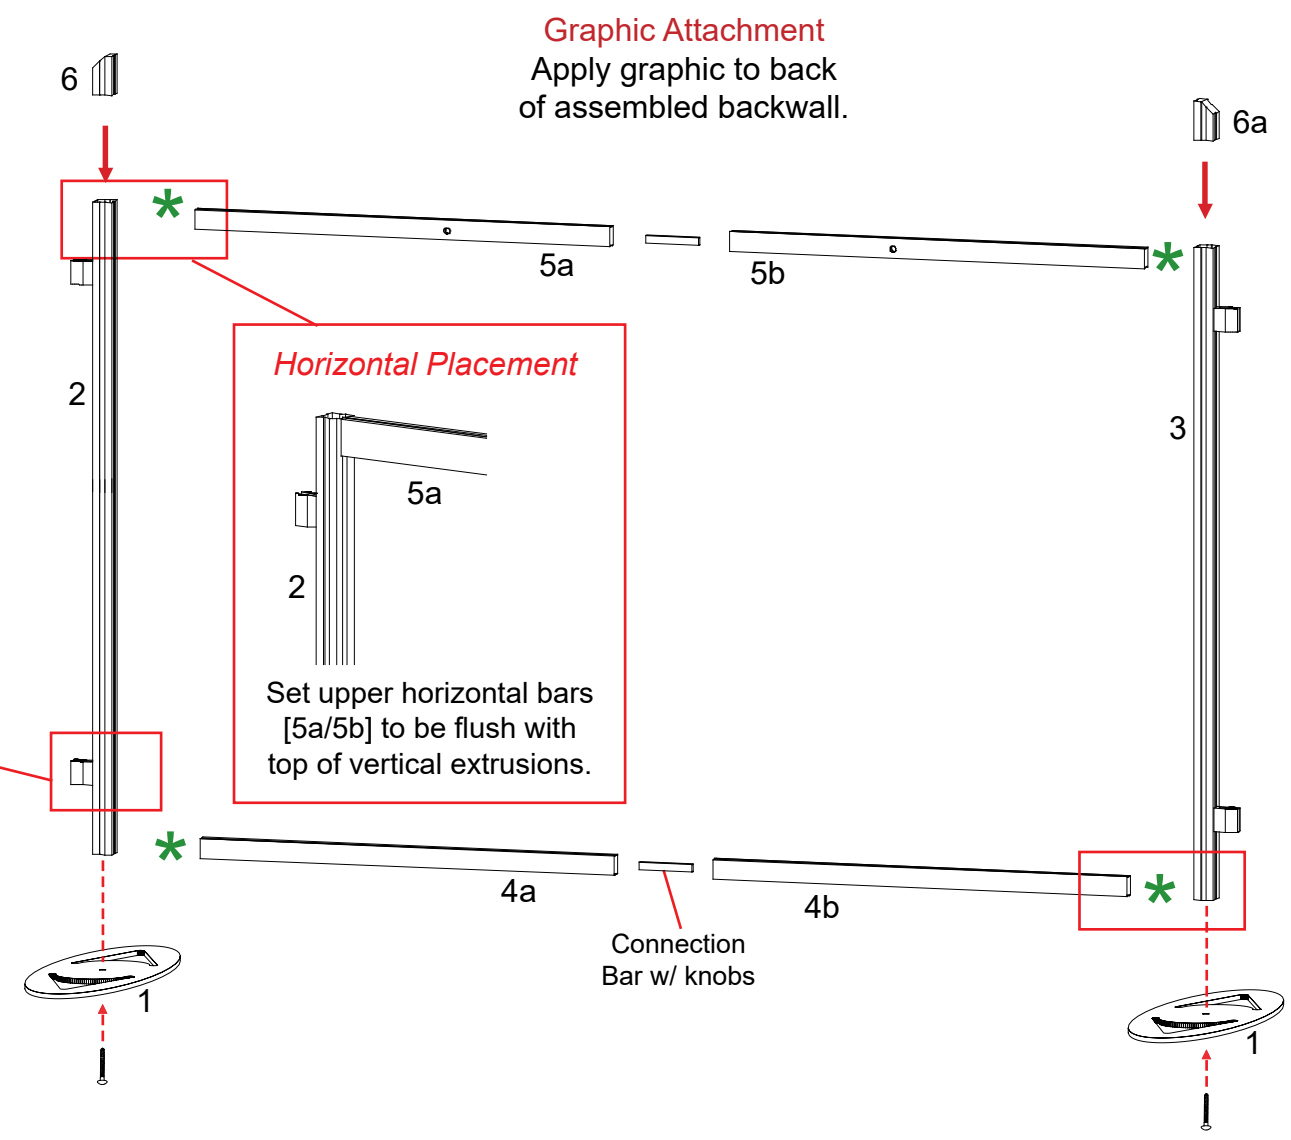 Graphic Attachment
Apply graphic to back
of assembled backwall.
6
6a
*
*
5a
5b
2
3
Horizontal Placement
5a
2
Set upper horizontal bars
[5a/5b] to be flush with
top of vertical extrusions.
*
*
4a
4b
Connection
Bar w/ knobs
1
1